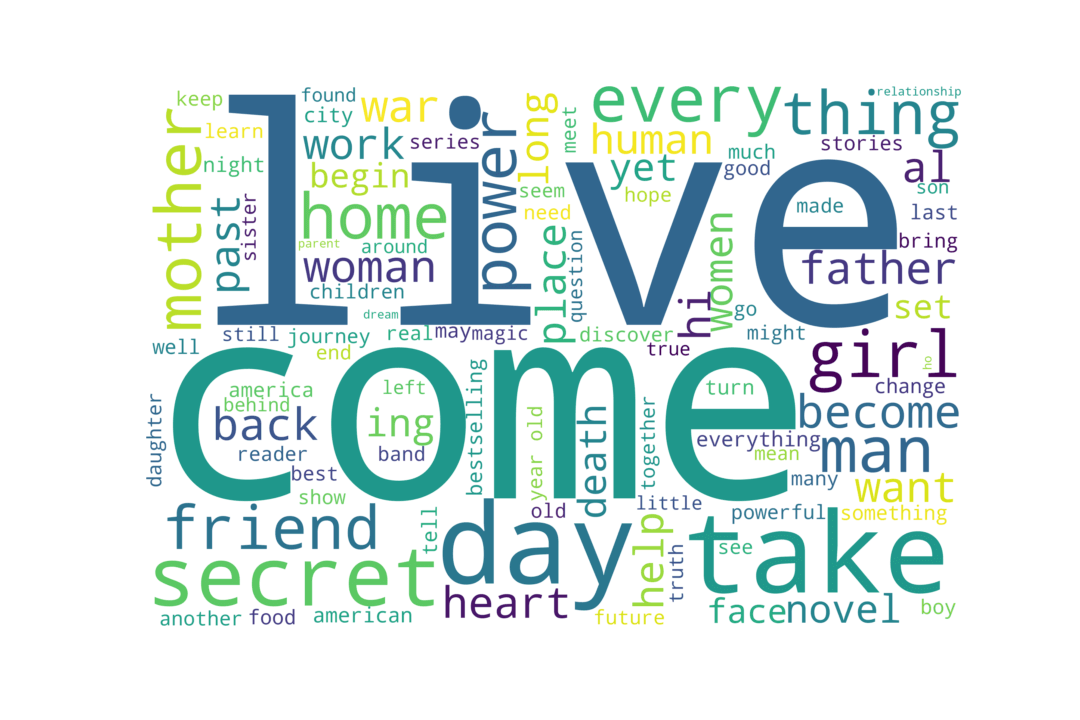 live
come
take
day
every
thing
secret
mother
home
friend
girl
man
father
power
long
war
work
human
yet
begin
past
woman
place
women
al
hi
set
become
want
back
ing
death
help
heart
face
novel
keep
found
city
learn
night
series
meet
relationship
stories
much
good
son
last
bring
made
seem
hope
need
question
sister
parent
around
children
dream
still
journey
real
may
magic
discover
go
might
true
well
end
america
behind
left
reader
band
best
show
bestselling
year old
old
together
turn
everything
mean
many
change
ho
little
powerful
something
see
truth
tell
daughter
another
food
american
future
boy